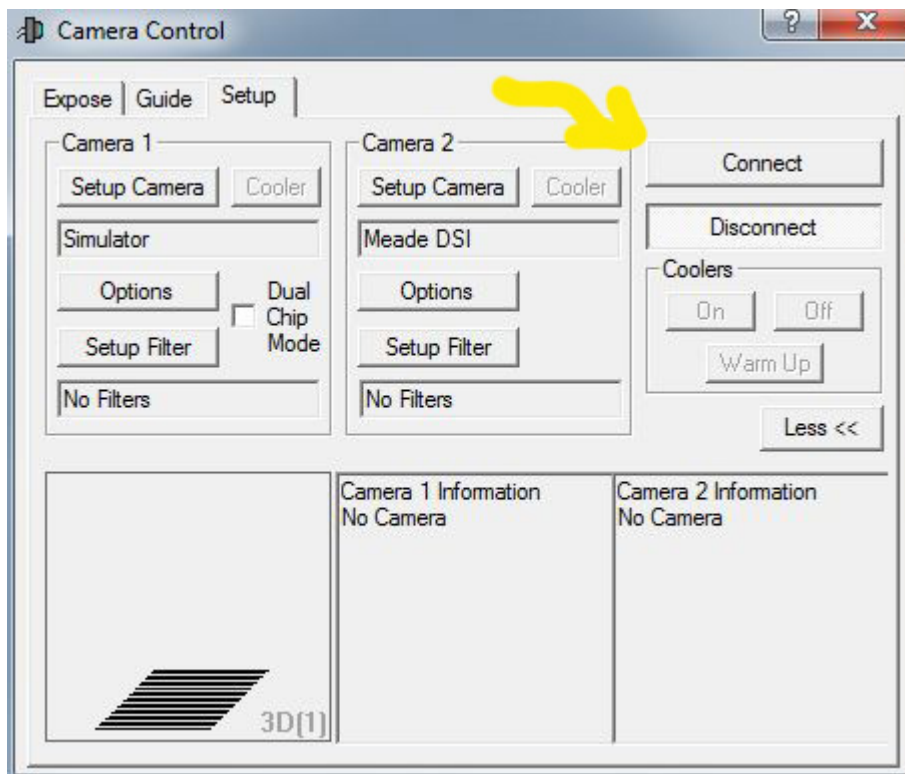 Camera Control
?
X
Expose
Guide
Setup
Camera 1
Setup Camera
Cooler
Simulator
Options
Dual
Chip
Mode
Setup Filter
No Filters
Camera 2
Setup Camera
Cooler
Meade DSI
Options
Setup Filter
No Filters
Connect
Disconnect
Coolers
On
Off
Warm Up
Less <<
3D(1)
Camera 1 Information
No Camera
Camera 2 Information
No Camera